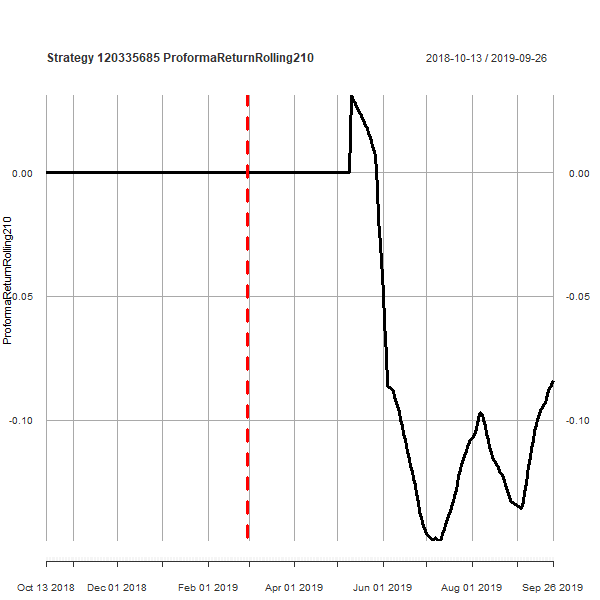 Strategy 120335685 ProformaReturnRolling210
2018-10-13 / 2019-09-26
0.00
0.00
ProformaReturnRolling210
-0.05
-0.05
-0.10
-0.10
Oct 13 2018 Dec 01 2018 Feb 01 2019 Apr 01 2019 Jun 01 2019 Aug 01 2019 Sep 26 2019